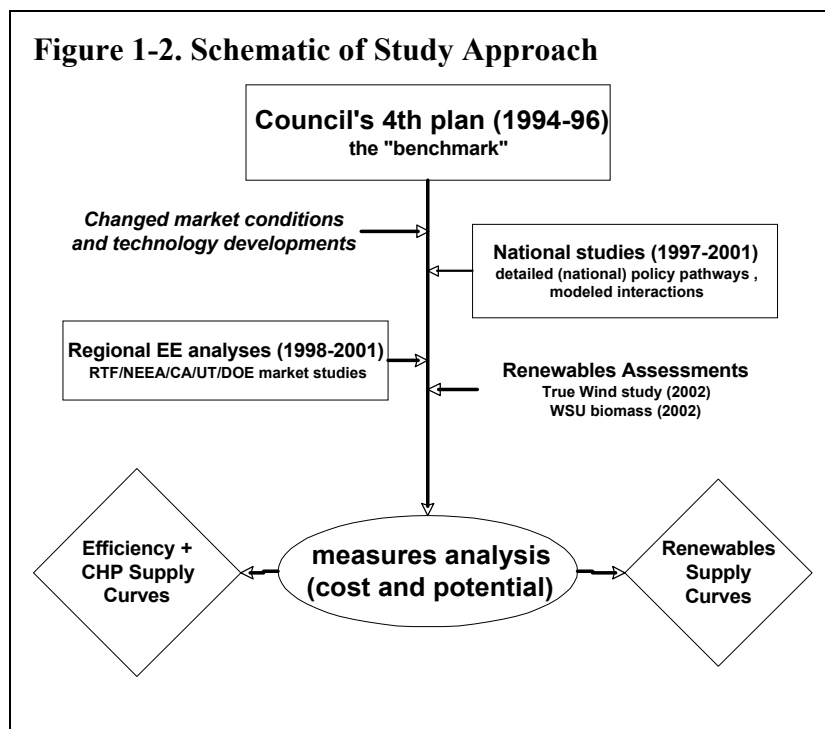 Figure 1-2. Schematic of Study Approach
Council's 4th plan (1994-96)
the "benchmark"
Changed market conditions
and technology developments
National studies (1997-2001)
detailed (national) policy pathways ,
modeled interactions
Regional EE analyses (1998-2001)
RTF/NEEA/CA/UT/DOE market studies
Renewables Assessments
True Wind study (2002)
WSU biomass (2002)
Efficiency +
CHP Supply
Curves
measures analysis
(cost and potential)
Renewables
Supply
Curves